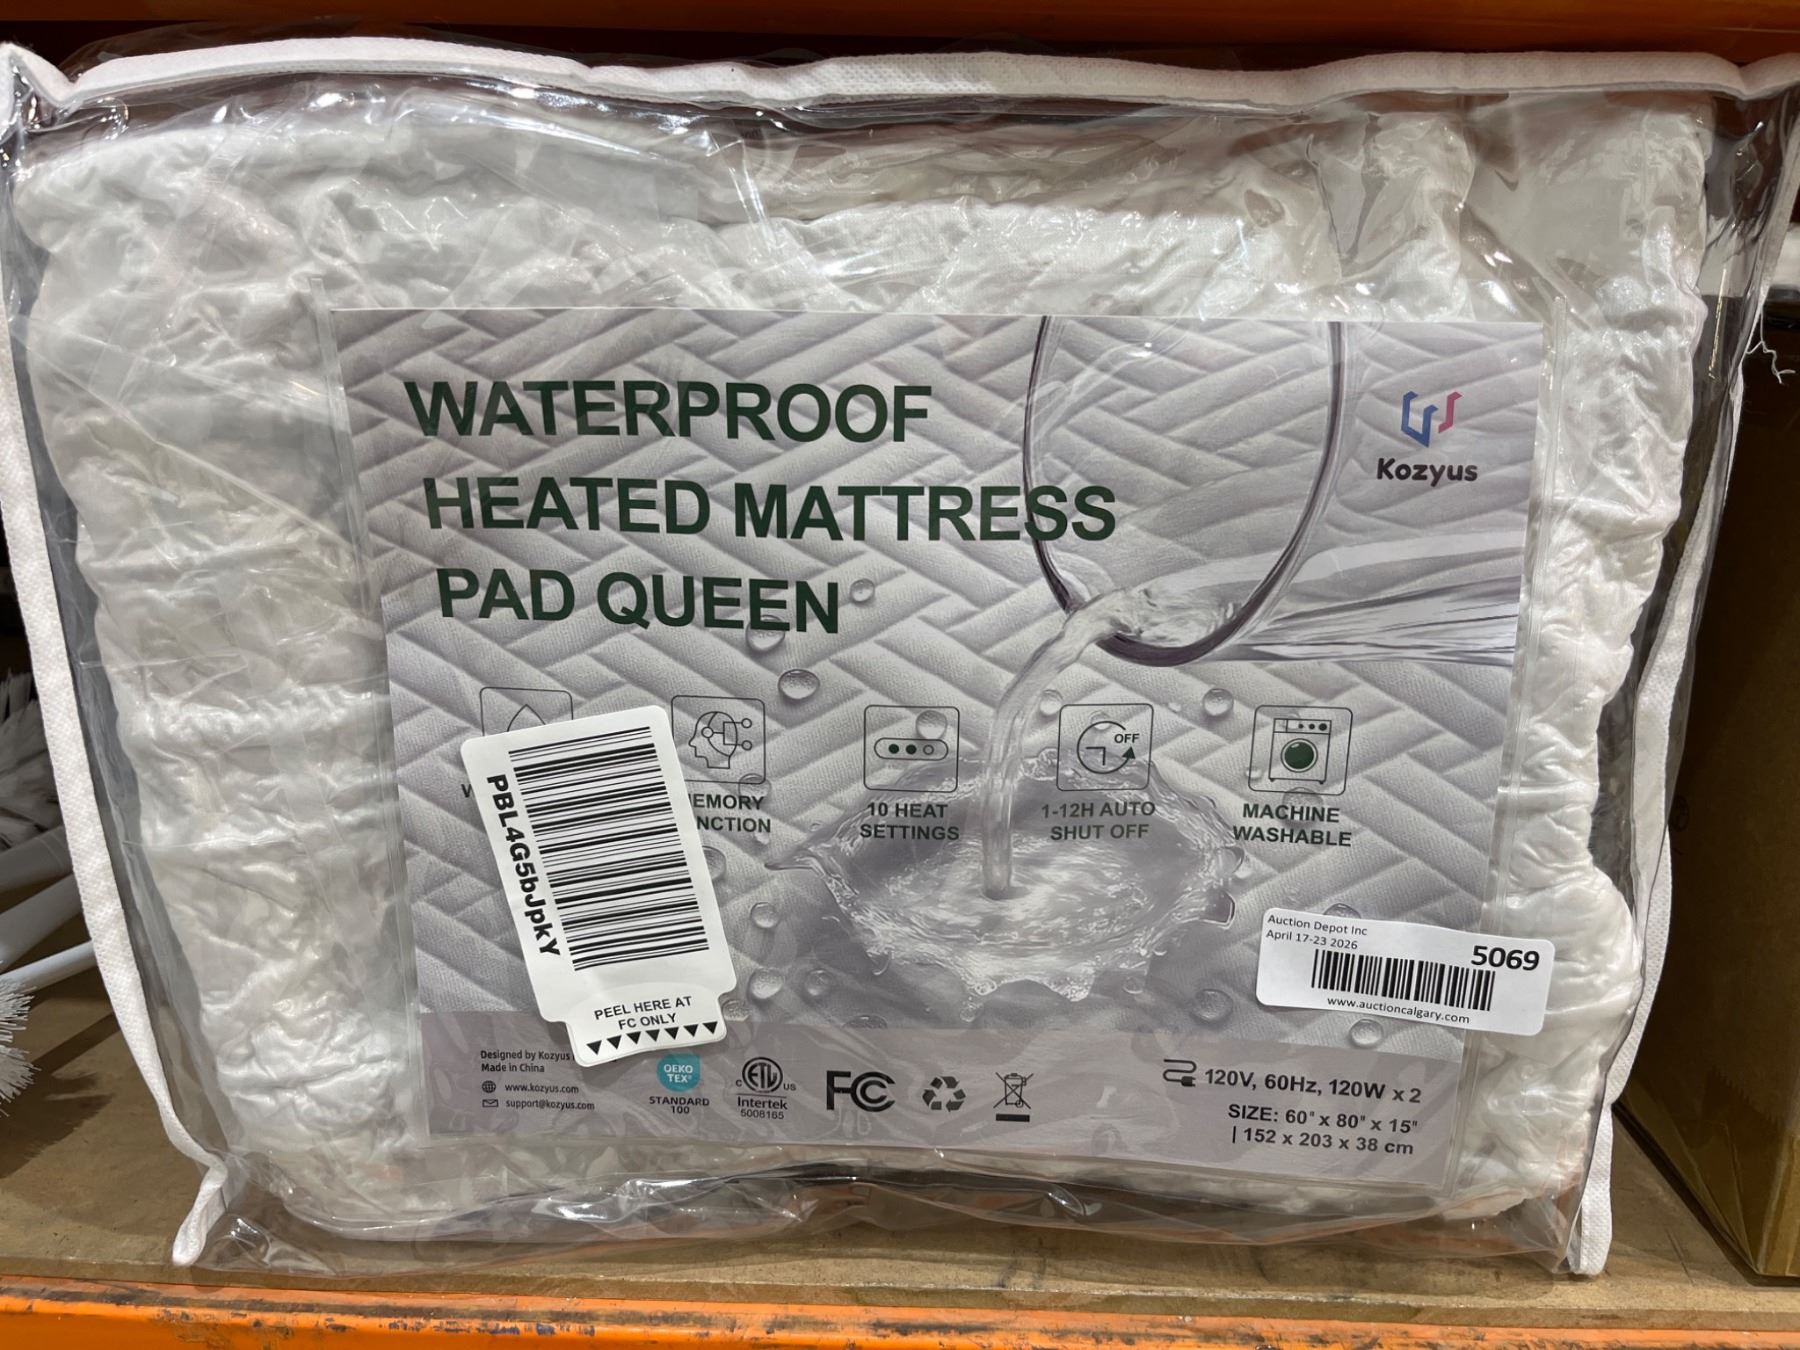 WATERPROOF
HEATED MATTRESS
PAD QUEEN
Kozyus
10 HEAT
SETTINGS
OFF
1-12H AUTO
SHUT OFF
MACHINE
WASHABLE
PBL4G5bJpkY
PEEL HERE AT
FC ONLY
Auction Depot Inc
April 17-23 2026
5069
www.auctioncalgary.com
Designed by Kozyus
Made in China
www.kozyus.com
support@kozyus.com
OEKO
TEX®
STANDARD
100
C ETL US
Intertek
5008165
FC
120V, 60Hz, 120W x 2
SIZE: 60" x 80" x 15"
| 152 x 203 x 38 cm